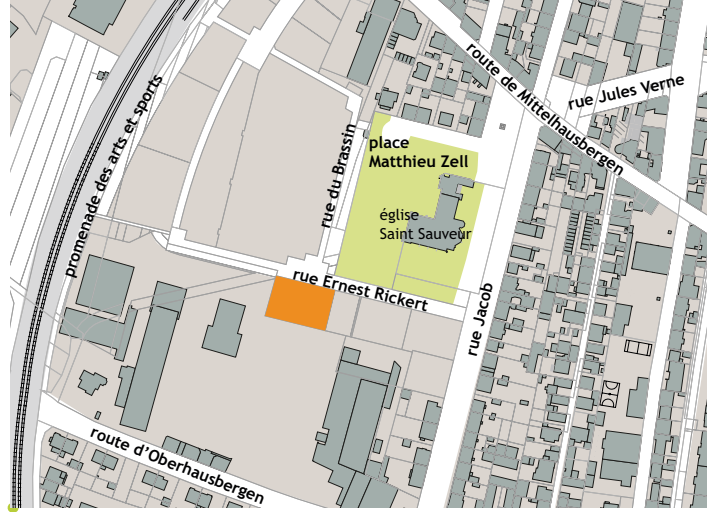 route de Mittelhausbergen
rue Jules Verne
promenade des arts et sports
rue du Brassin
place
Matthieu Zell
église
Saint Sauveur
rue Ernest Rickert
rue Jacob
route d'Oberhausbergen